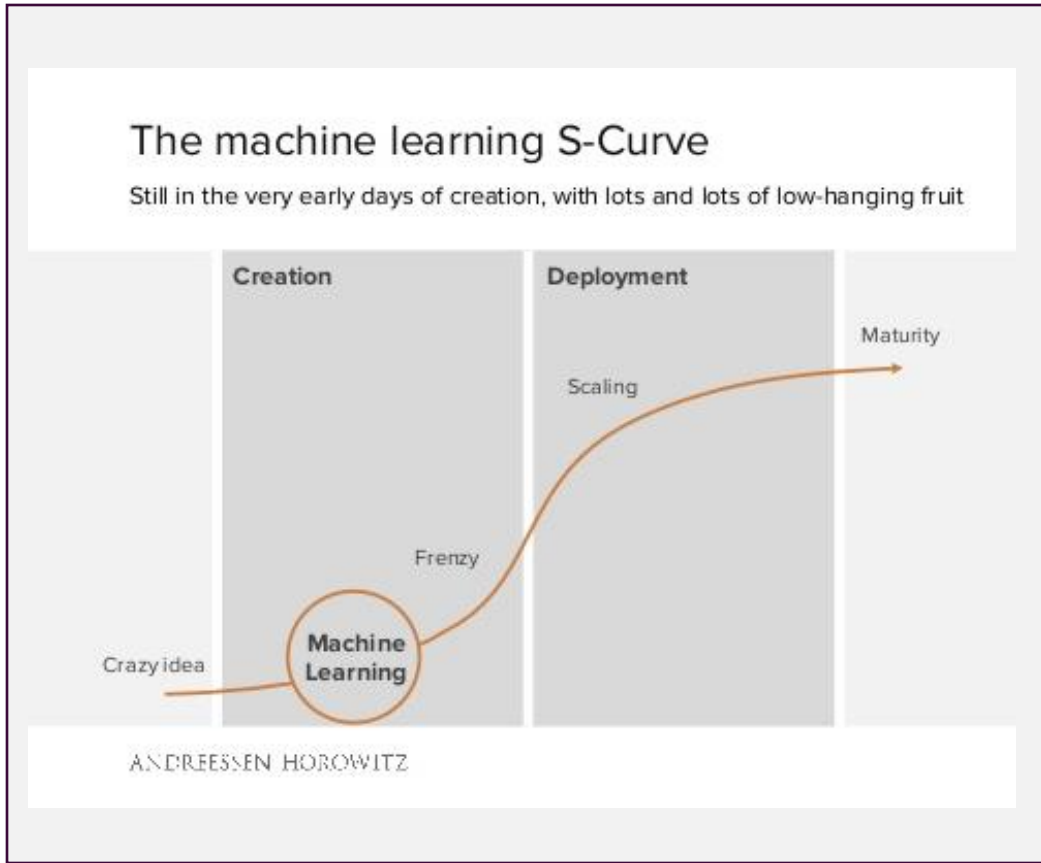 The machine learning S-Curve
Still in the very early days of creation, with lots and lots of low-hanging fruit
Creation
Deployment
Maturity
Scaling
Frenzy
Machine
Learning
Crazy idea
ANDREESSEN HOROWITZ